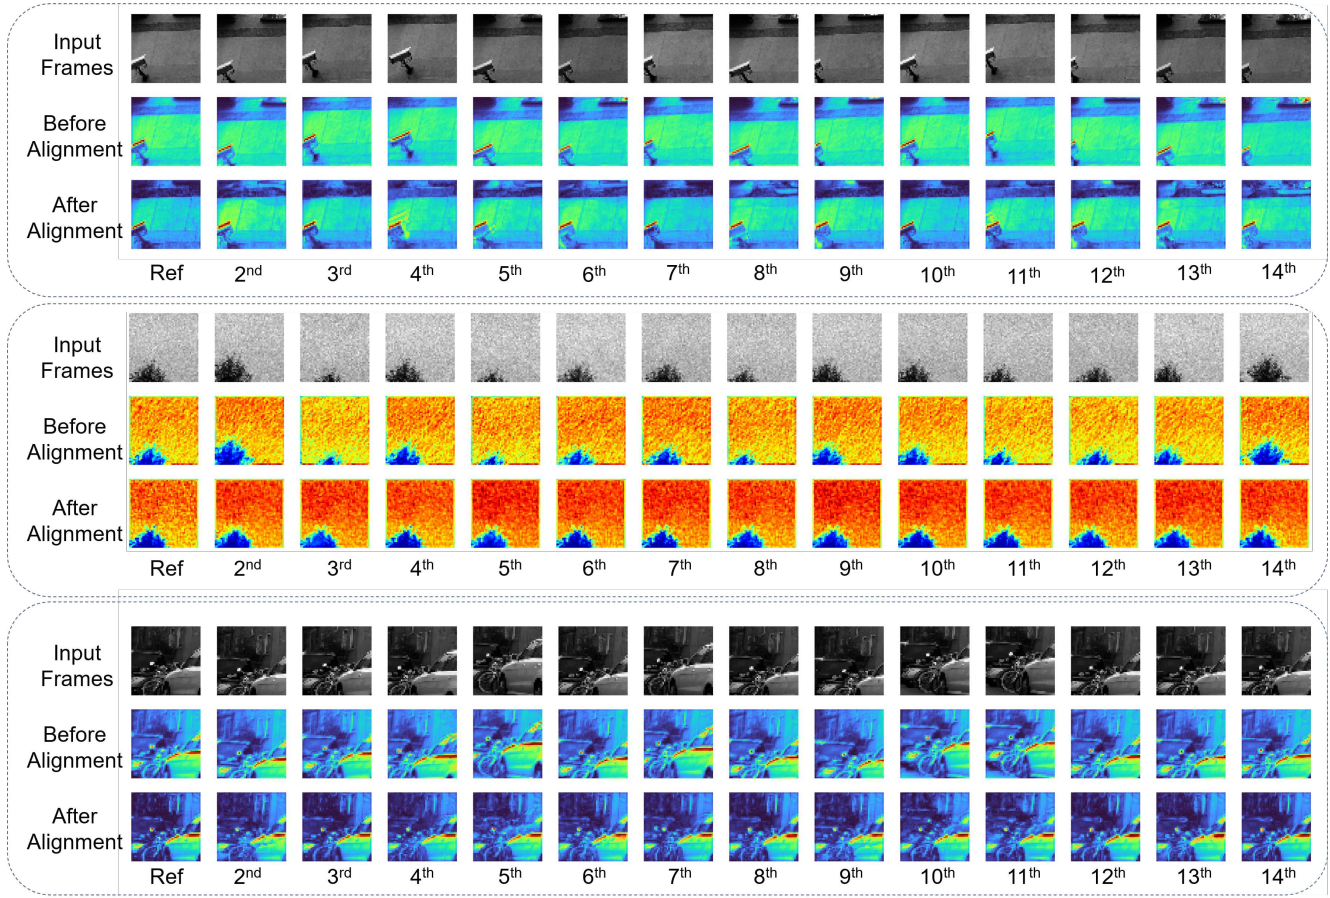 Input
Frames
Before
Alignment
After
Alignment
Ref 2nd 3rd 4th 5th 6th 7th 8th 9th 10th 11th 12th 13th 14th
Input
Frames
Before
Alignment
After
Alignment
Ref 2nd 3rd 4th 5th 6th 7th 8th 9th 10th 11th 12th 13th 14th
Input
Frames
Before
Alignment
After
Alignment
Ref 2nd 3rd 4th 5th 6th 7th 8th 9th 10th 11th 12th 13th 14th